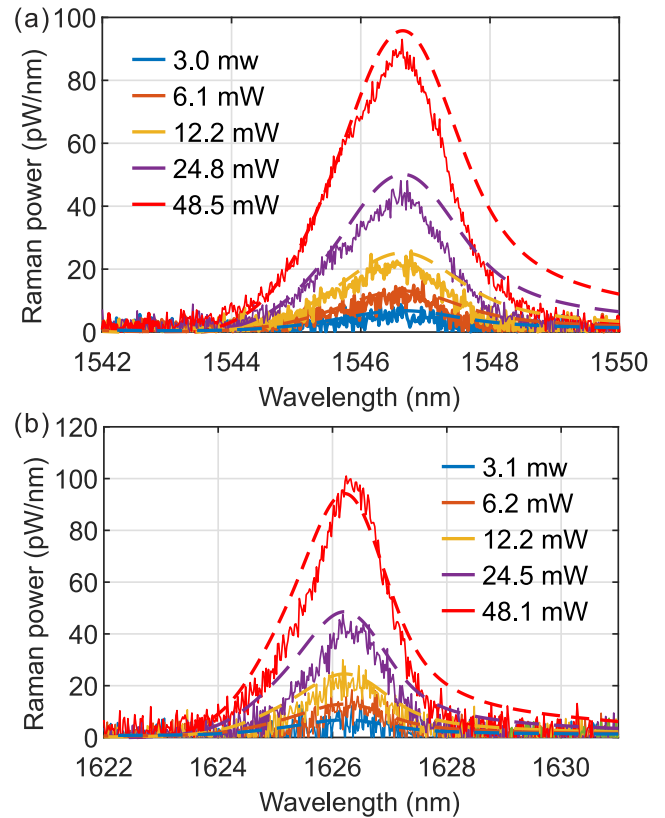 (a)
Raman power (pW/nm)
100
80
60
40
20
0
3.0 mw
6.1 mW
12.2 mW
24.8 mW
48.5 mW
1542 1544 1546 1548 1550
Wavelength (nm)
(b)
Raman power (pW/nm)
120
100
80
60
40
20
0
3.1 mw
6.2 mW
12.2 mW
24.5 mW
48.1 mW
1622 1624 1626 1628 1630
Wavelength (nm)